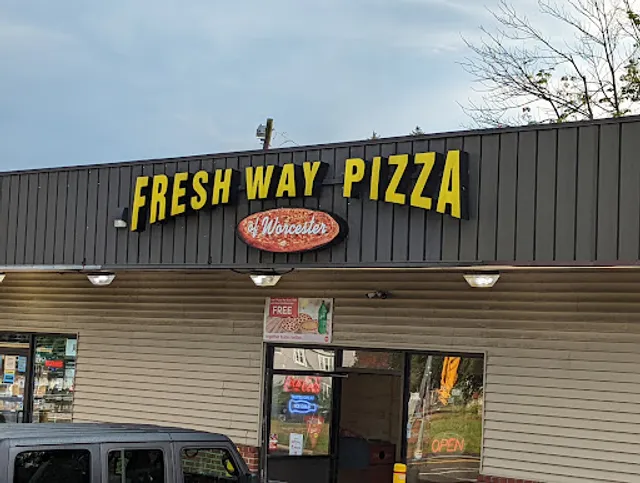 FRESH WAY PIZZA
of Worcester
FREE
OPEN